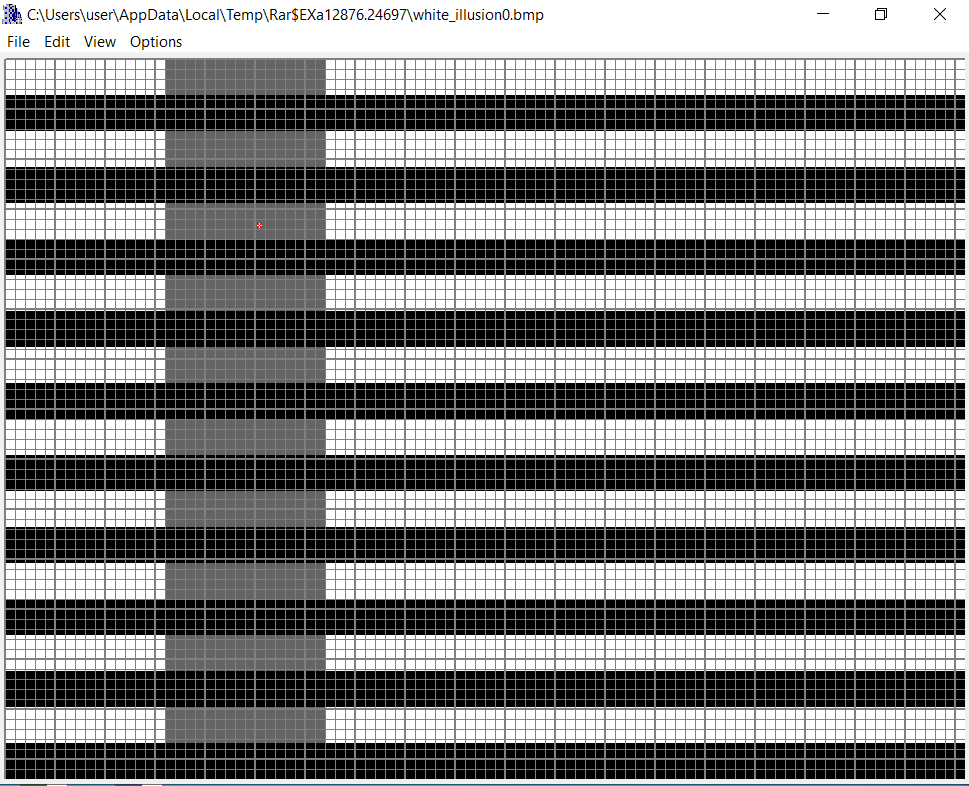 C:\Users\user\AppData\Local\Temp\Rar$EXa12876.24697\white_illusion0.bmp
File Edit View Options